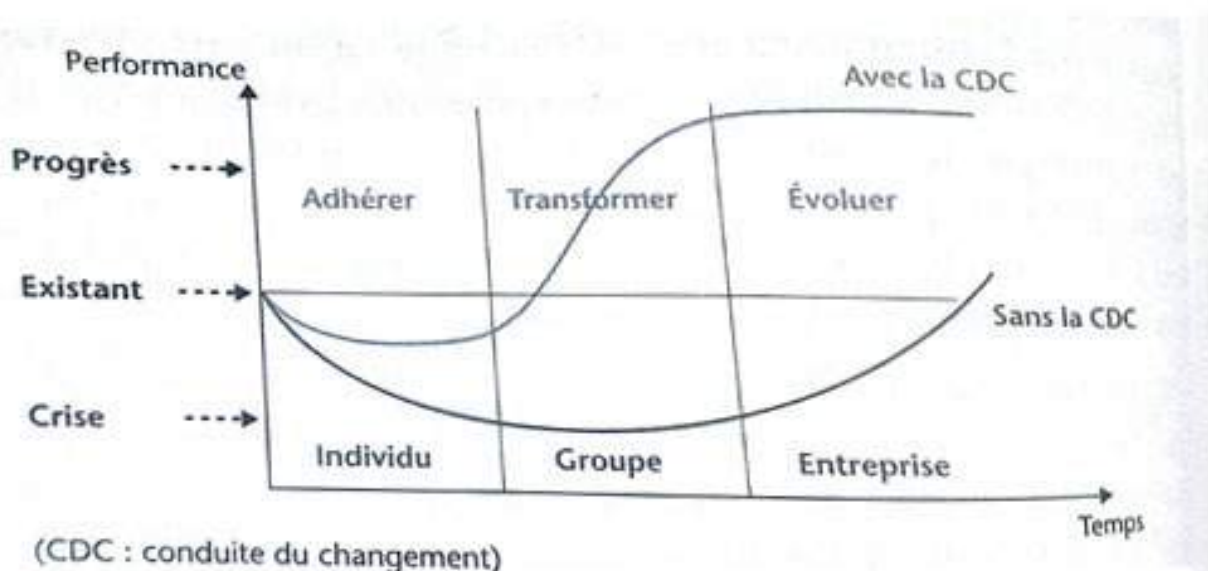 Performance
Avec la CDC
Progrès
Adhérer
Transformer
Évoluer
Existant
Sans la CDC
Crise
Individu
Groupe
Entreprise
Temps
(CDC : conduite du changement)